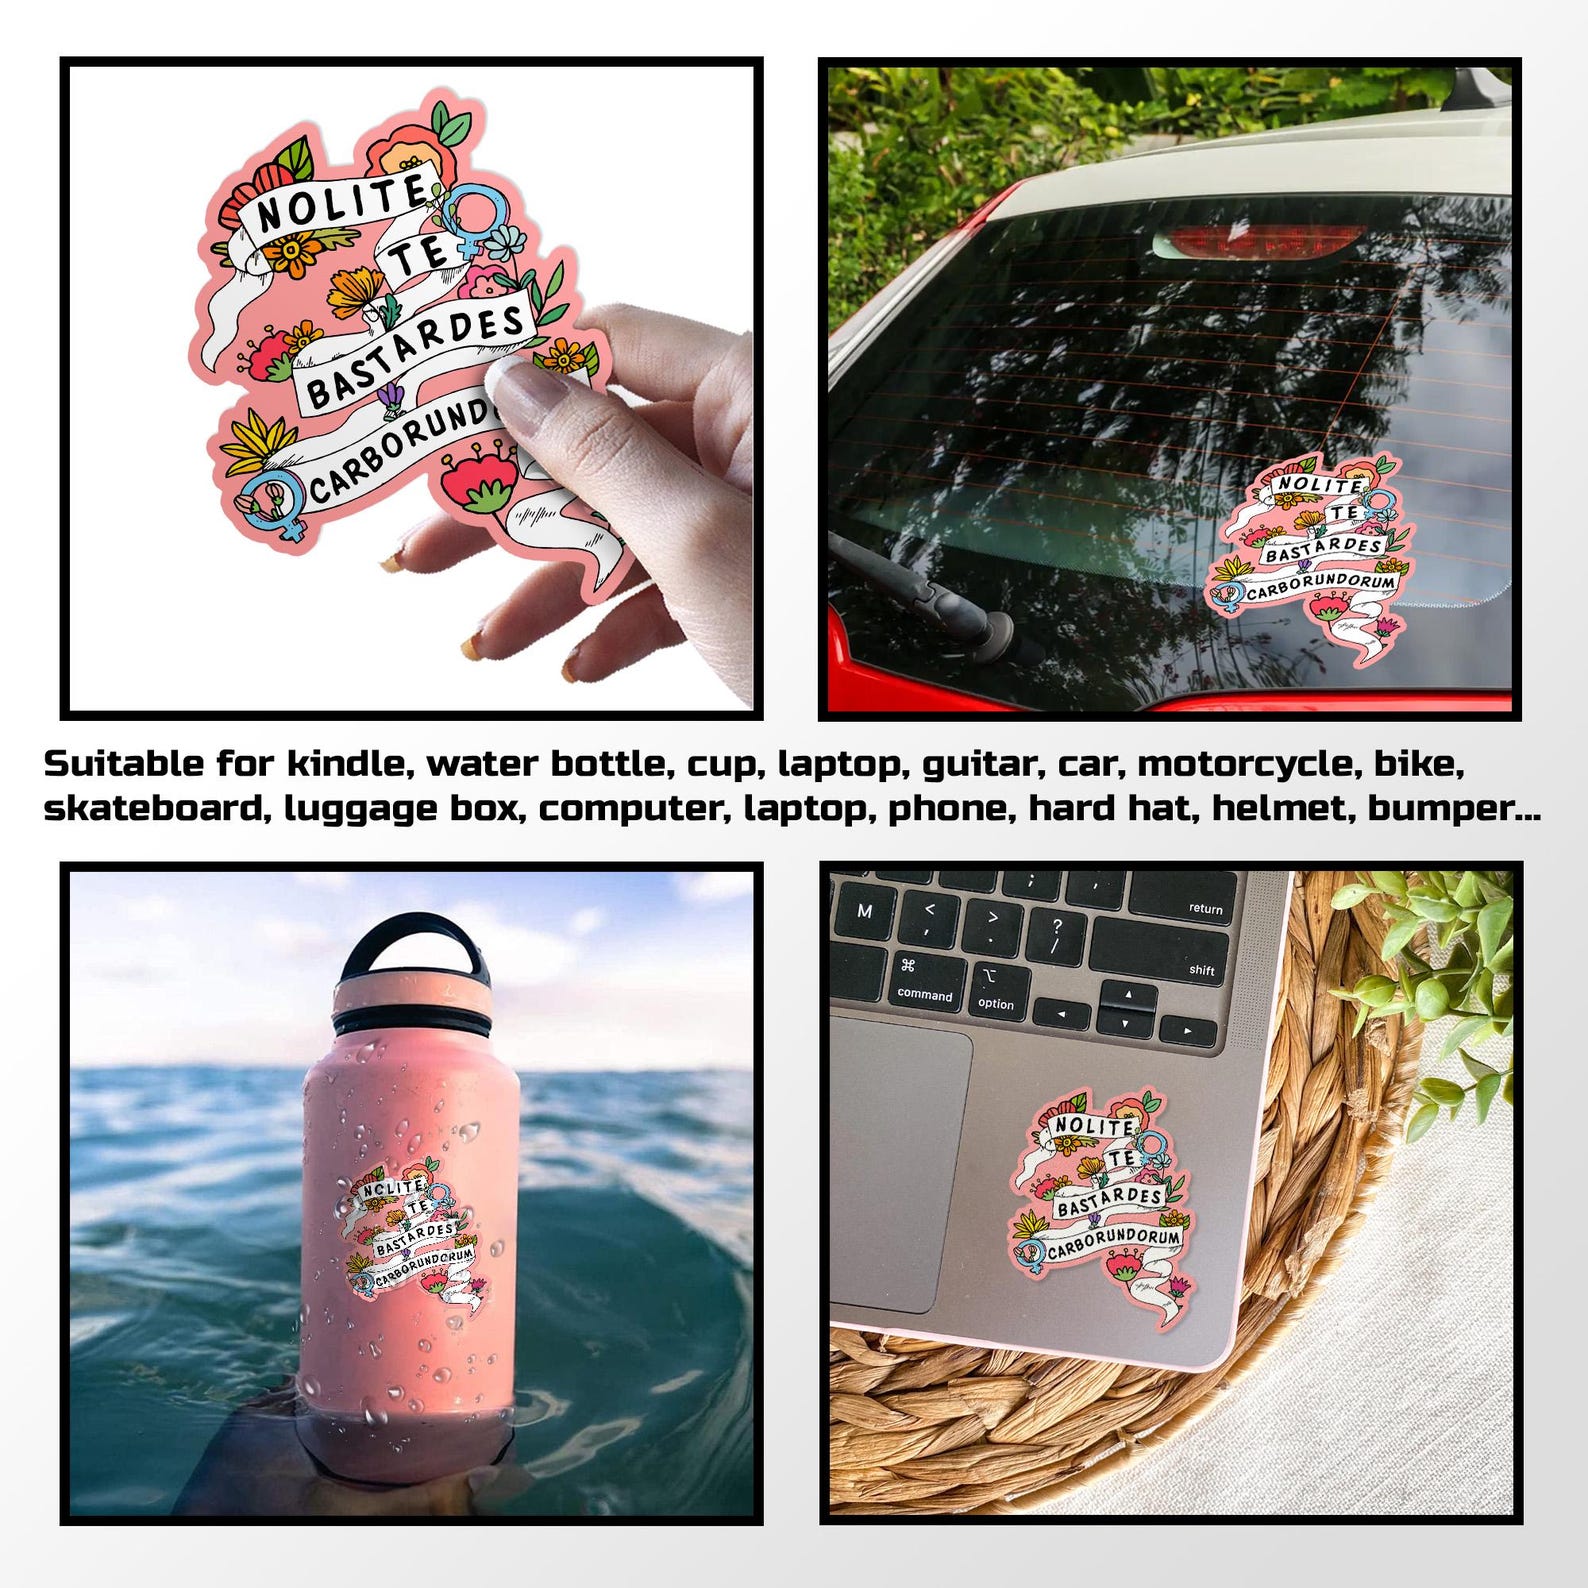 NOLITE
TE
BASTARDES
CARBORUND
NOLITE
TE
BASTARDES
CARBORUNDORUM
Suitable for kindle, water bottle, cup, laptop, guitar, car, motorcycle, bike,
skateboard, luggage box, computer, laptop, phone, hard hat, helmet, bumper...
NOLITE
TE
BASTARDES
CARBORUNDORUM
; ,
return
M < , > . ? /
shift
⌘ ⌥
command option
◄ ▲ ▼ ►
NOLITE
TE
BASTARDES
CARBORUNDORUM